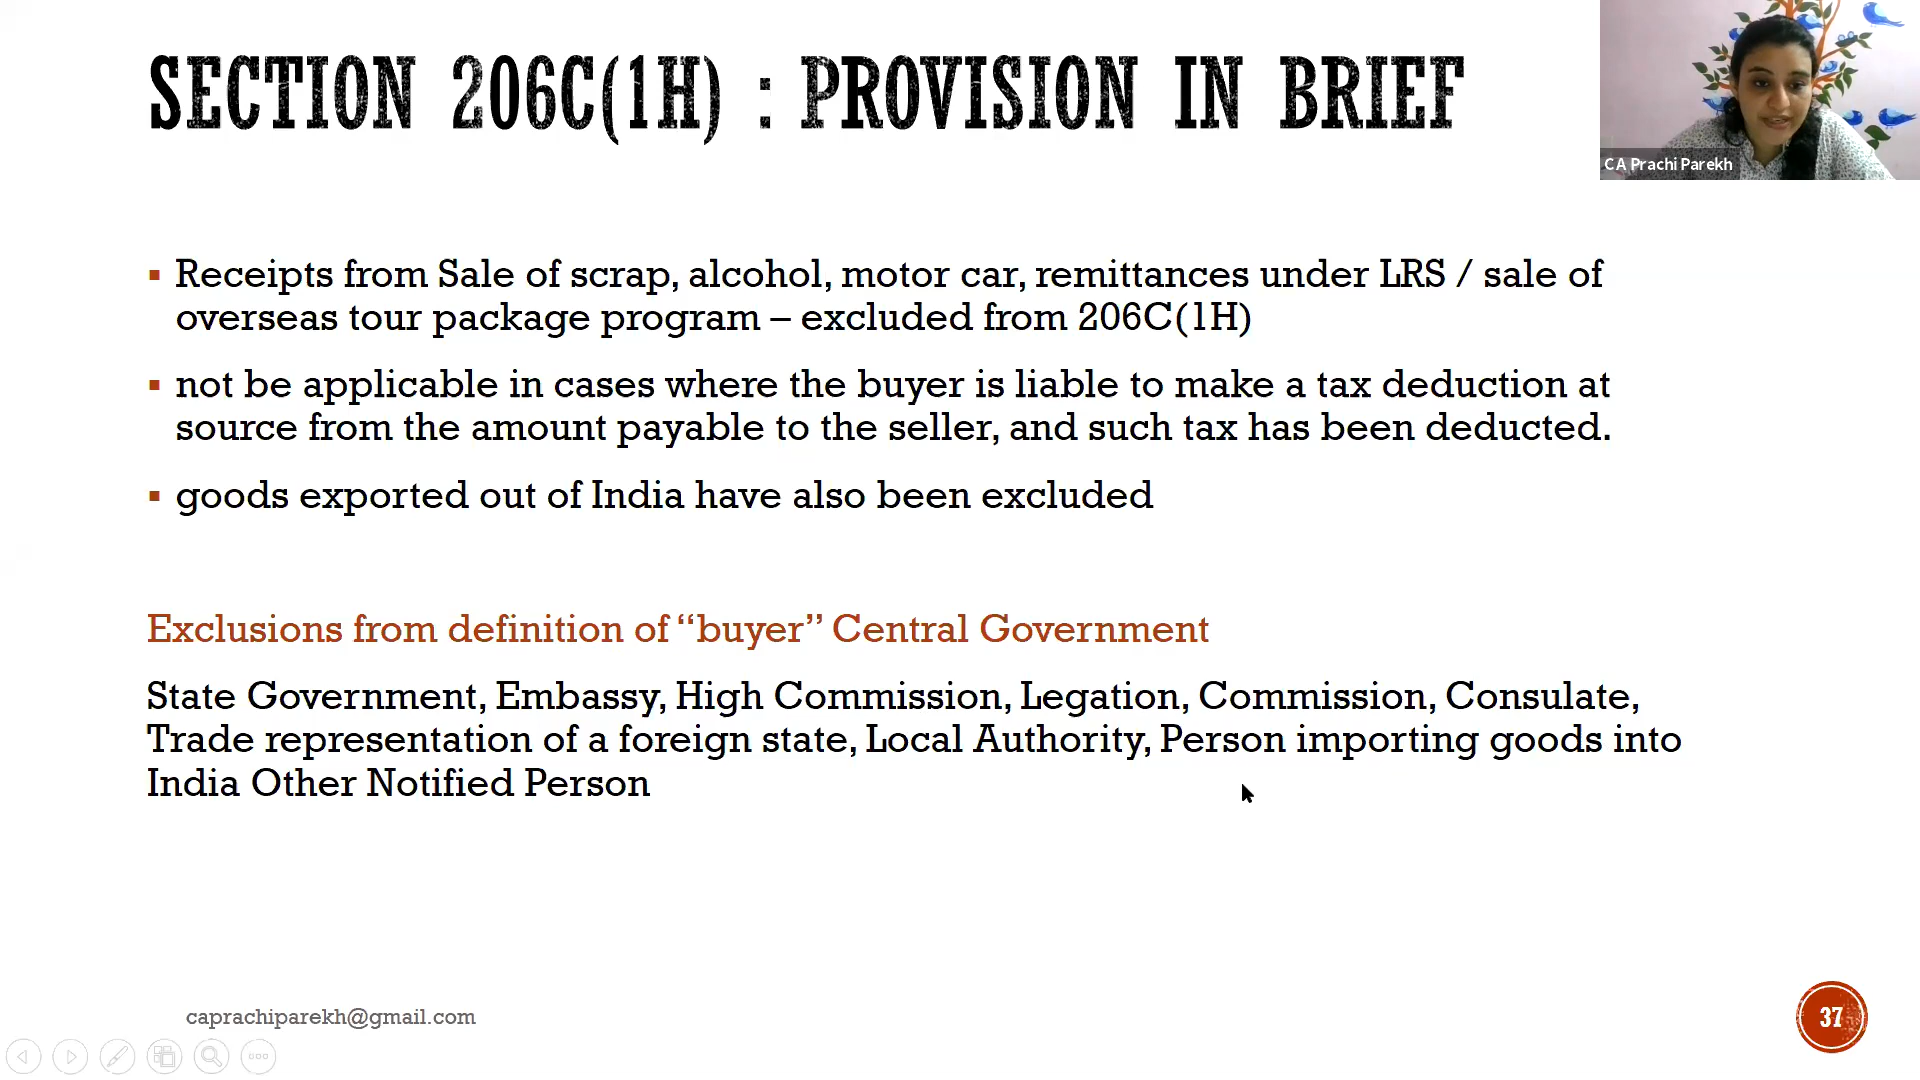 SECTION 206C(1H) : PROVISION IN BRIEF
CA Prachi Parekh
▪ Receipts from Sale of scrap, alcohol, motor car, remittances under LRS / sale of
overseas tour package program – excluded from 206C(1H)
▪ not be applicable in cases where the buyer is liable to make a tax deduction at
source from the amount payable to the seller, and such tax has been deducted.
▪ goods exported out of India have also been excluded
Exclusions from definition of “buyer” Central Government
State Government, Embassy, High Commission, Legation, Commission, Consulate,
Trade representation of a foreign state, Local Authority, Person importing goods into
India Other Notified Person
caprachiparekh@gmail.com
37